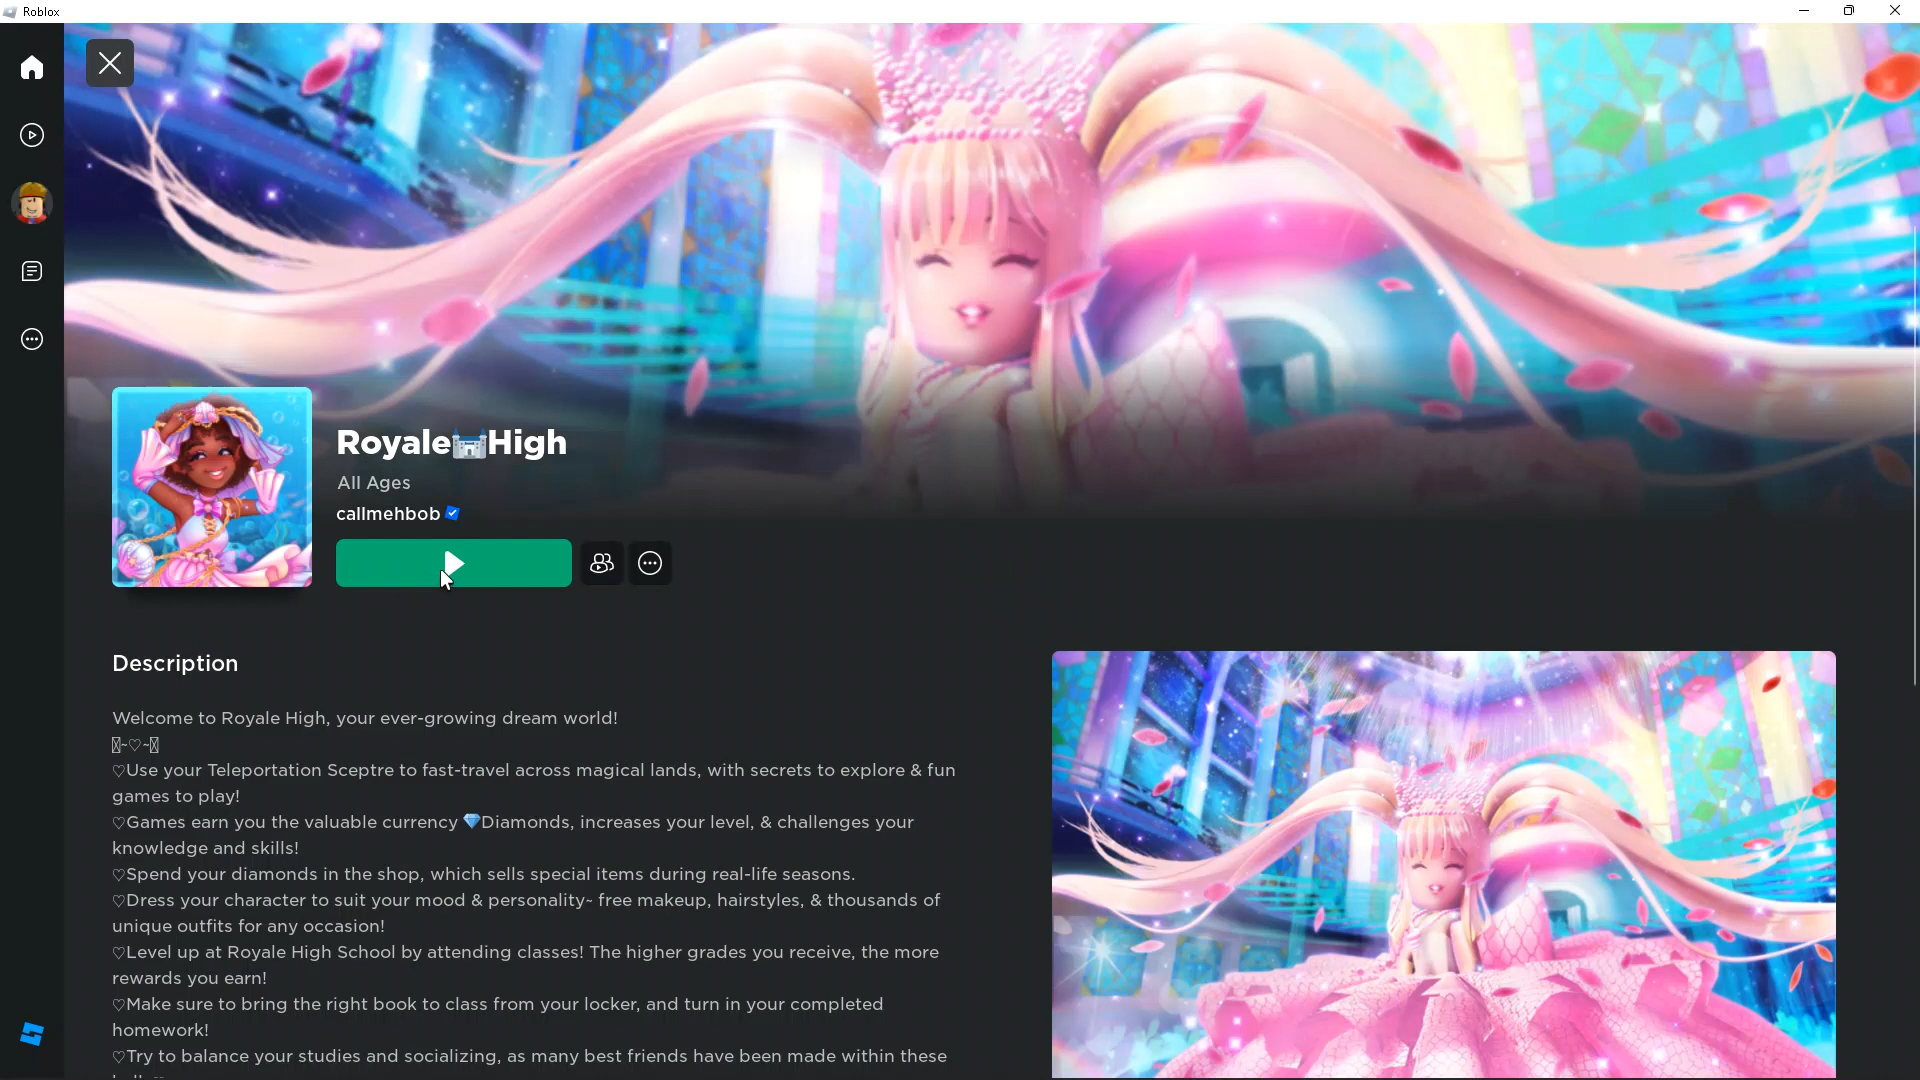 Roblox
Royale🏰High
All Ages
callmehbob
Description
Welcome to Royale High, your ever-growing dream world!
~♡~
♡Use your Teleportation Sceptre to fast-travel across magical lands, with secrets to explore & fun
games to play!
♡Games earn you the valuable currency 💎Diamonds, increases your level, & challenges your
knowledge and skills!
♡Spend your diamonds in the shop, which sells special items during real-life seasons.
♡Dress your character to suit your mood & personality~ free makeup, hairstyles, & thousands of
unique outfits for any occasion!
♡Level up at Royale High School by attending classes! The higher grades you receive, the more
rewards you earn!
♡Make sure to bring the right book to class from your locker, and turn in your completed
homework!
♡Try to balance your studies and socializing, as many best friends have been made within these